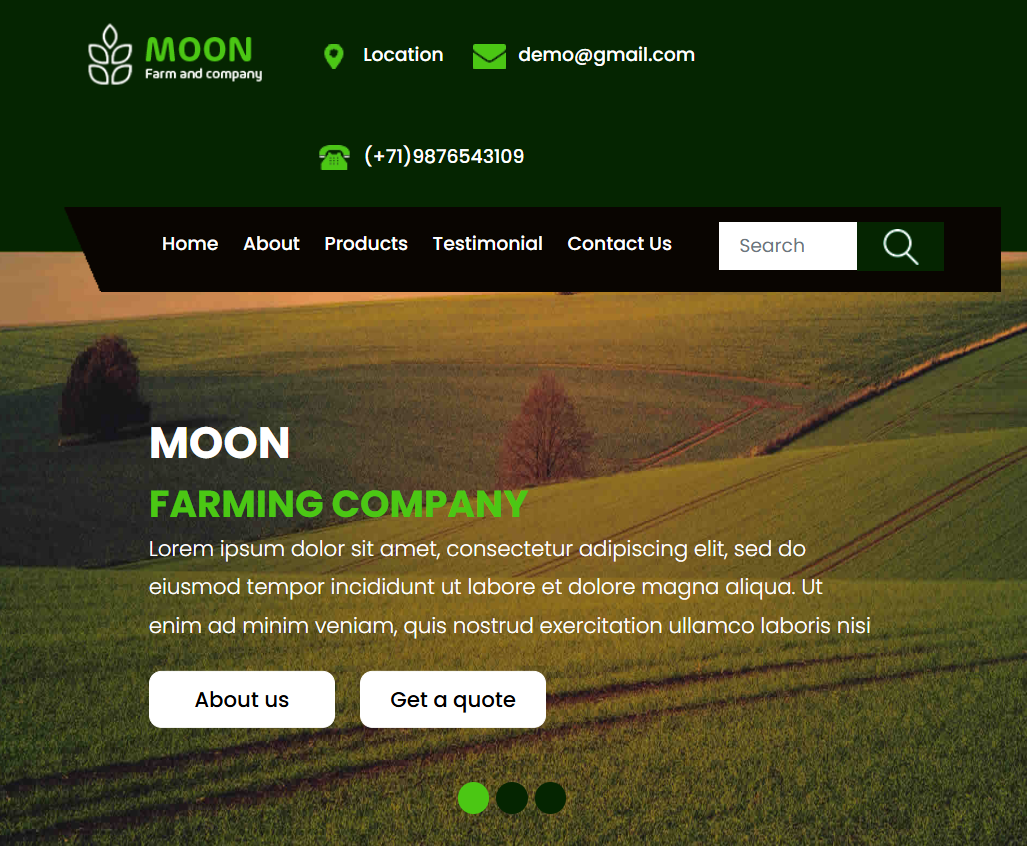 MOON
Farm and company
Location
demo@gmail.com
(+71)9876543109
Home About Products Testimonial Contact Us
Search
MOON
FARMING COMPANY
Lorem ipsum dolor sit amet, consectetur adipiscing elit, sed do
eiusmod tempor incididunt ut labore et dolore magna aliqua. Ut
enim ad minim veniam, quis nostrud exercitation ullamco laboris nisi
About us
Get a quote